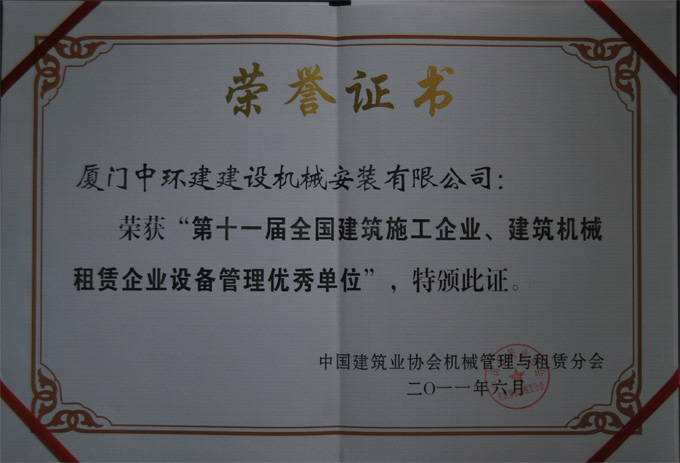 荣誉证书
厦门中环建建设机械安装有限公司：
荣获“第十一届全国建筑施工企业、建筑机械
租赁企业设备管理优秀单位”，特颁此证。
中国建筑业协会机械管理与租赁分会
二〇一一年六月